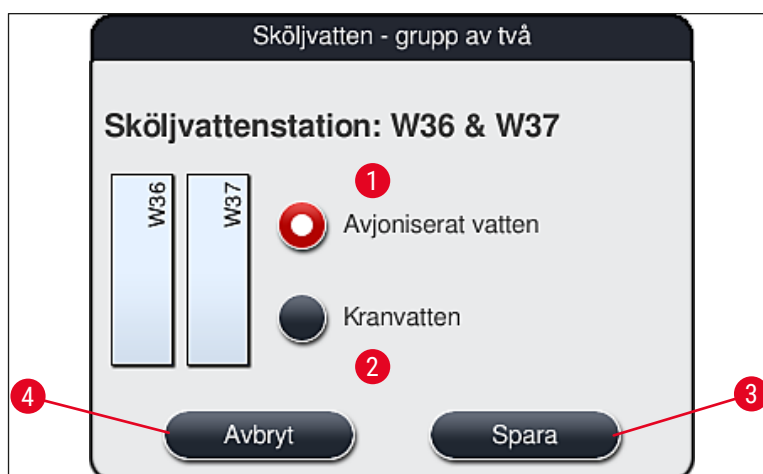 Sköljvatten - grupp av två
Sköljvattenstation: W36 & W37
W36
W37
1
Avjoniserat vatten
Kranvatten
2
4
3
Avbryt
Spara